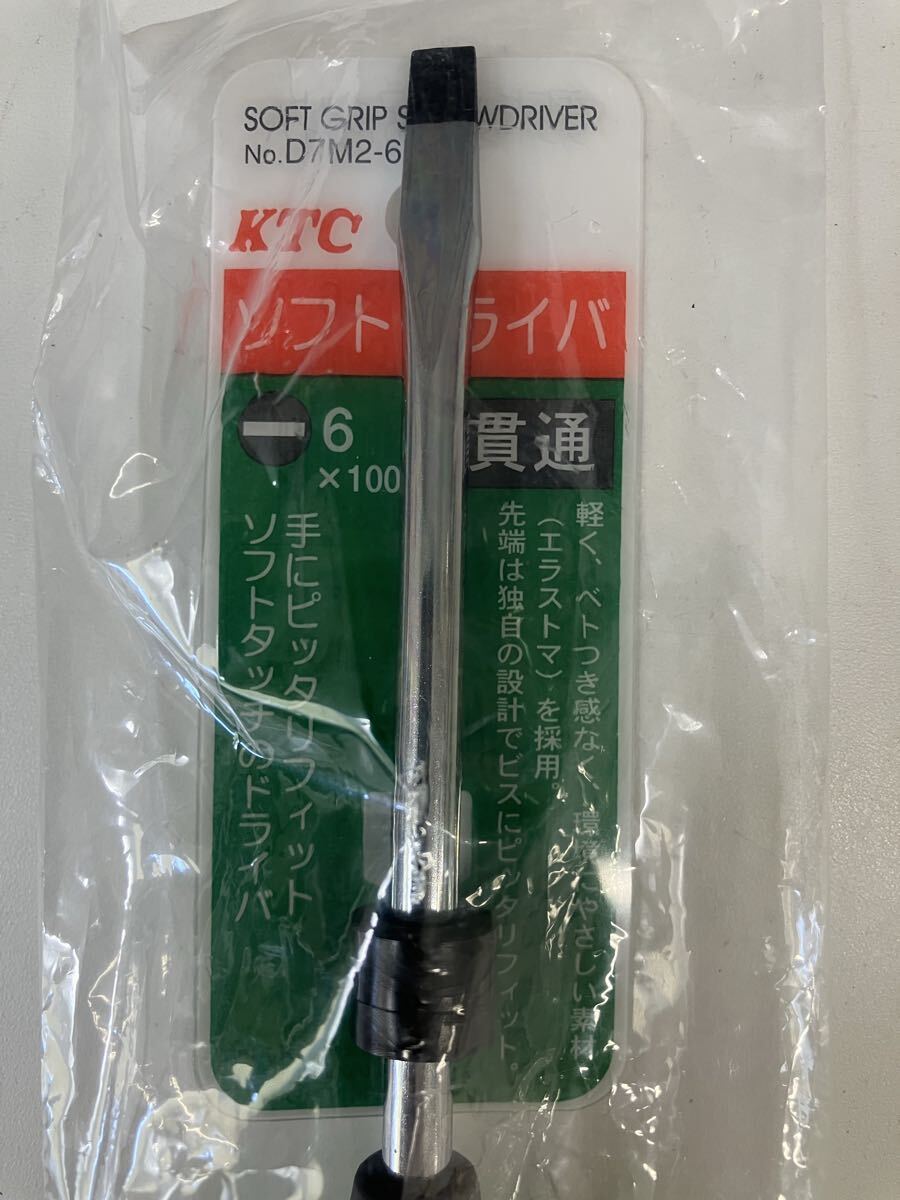 SOFT GRIP S WDRIVER
No.D7M2-6
KTC
ソフト ライバ
6
×100
貫通
軽く、ベトつき感なく、環境にやさしい素材
（エラストマ）を採用。
先端は独自の設計でビスにピッタリフィット。
手にピッタリフィット
ソフトタッチのドライバ